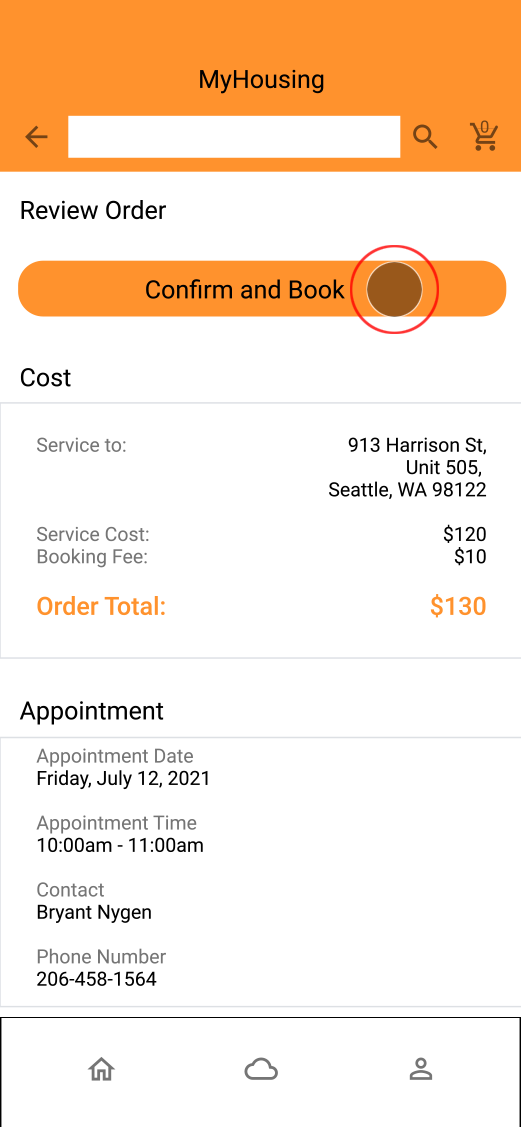 MyHousing
0
Review Order
Confirm and Book
Cost
Service to:
913 Harrison St,
Unit 505,
Seattle, WA 98122
Service Cost:
$120
Booking Fee:
$10
Order Total:
$130
Appointment
Appointment Date
Friday, July 12, 2021
Appointment Time
10:00am - 11:00am
Contact
Bryant Nygen
Phone Number
206-458-1564